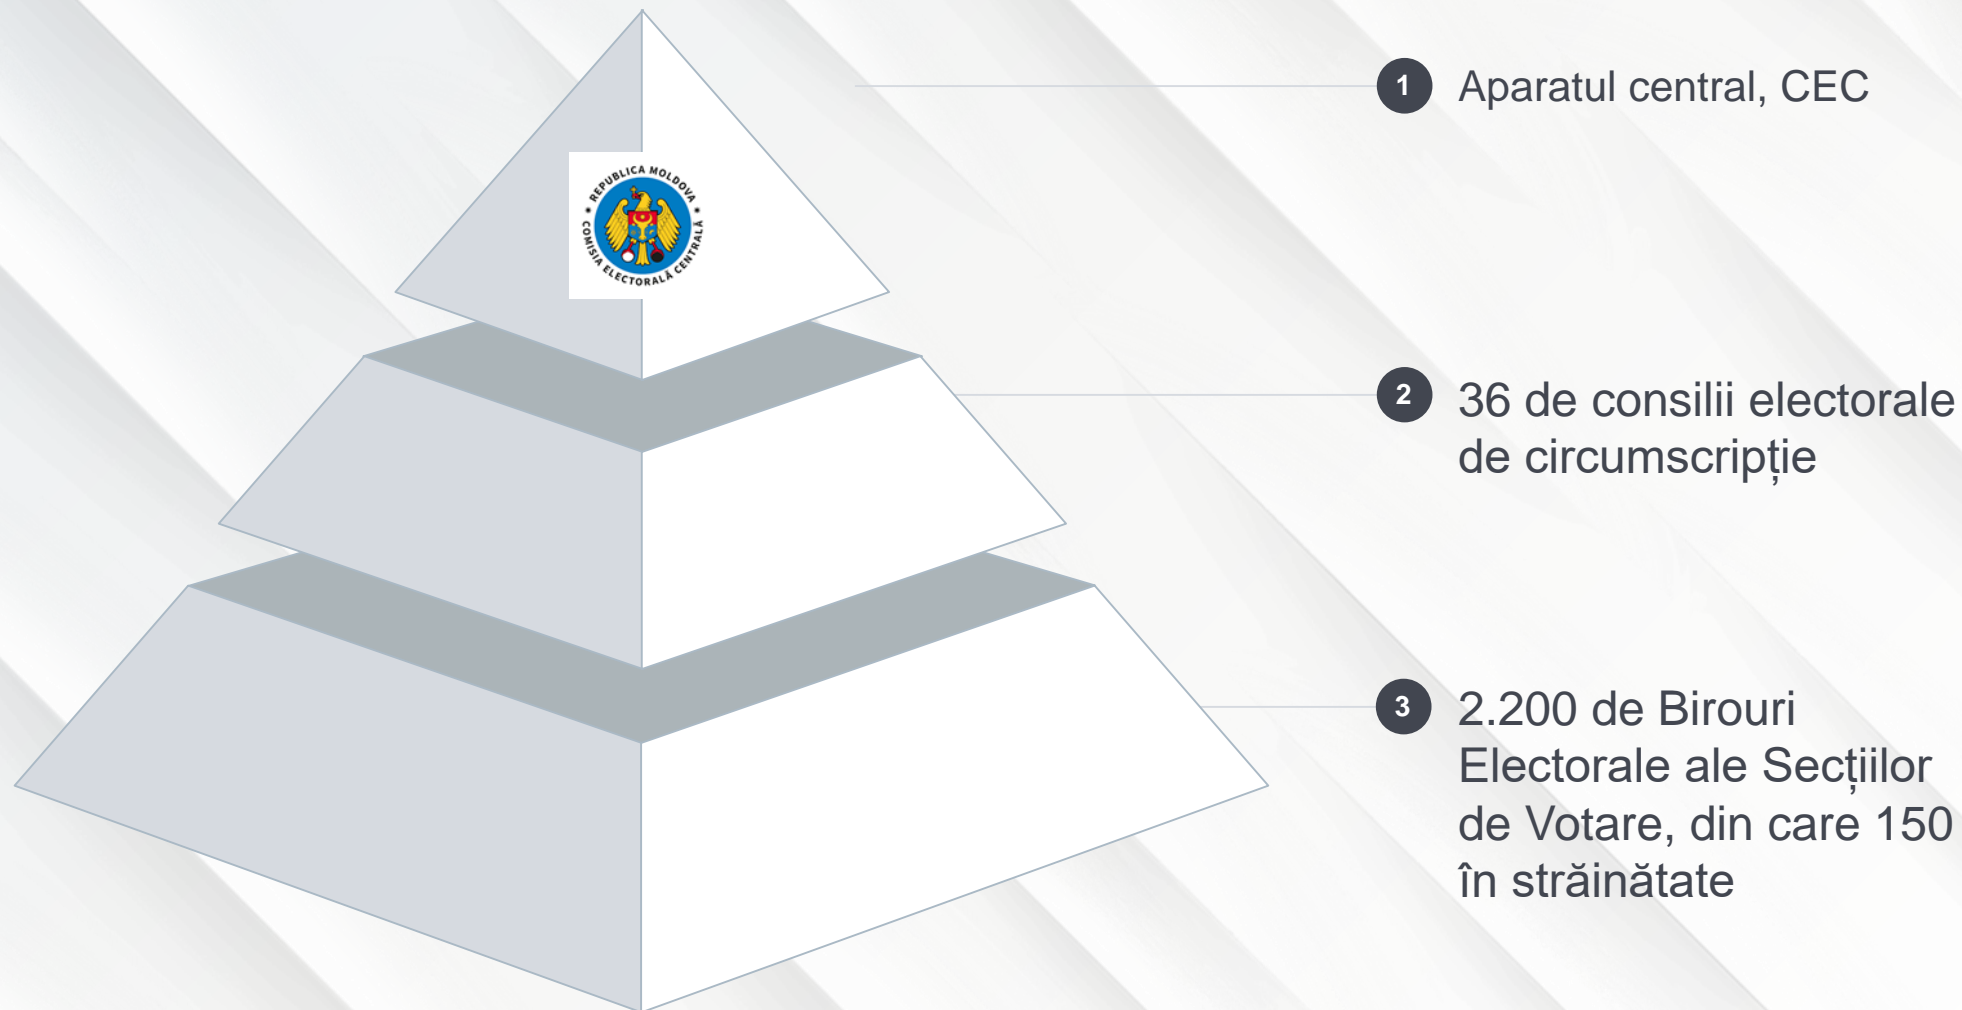 REPUBLICA MOLDOVA
COMISIA ELECTORALĂ CENTRALĂ
1 Aparatul central, CEC
2 36 de consilii electorale
de circumscripție
3 2.200 de Birouri
Electorale ale Secțiilor
de Votare, din care 150
în străinătate